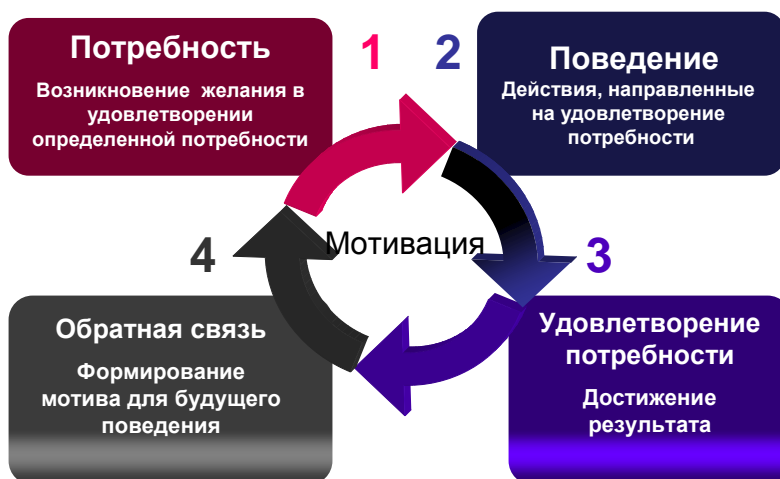 Потребность
Возникновение желания в
удовлетворении
определенной потребности
1
2
Поведение
Действия, направленные
на удовлетворение
потребности
Мотивация
3
Удовлетворение
потребности
Достижение
результата
4
Обратная связь
Формирование
мотива для будущего
поведения